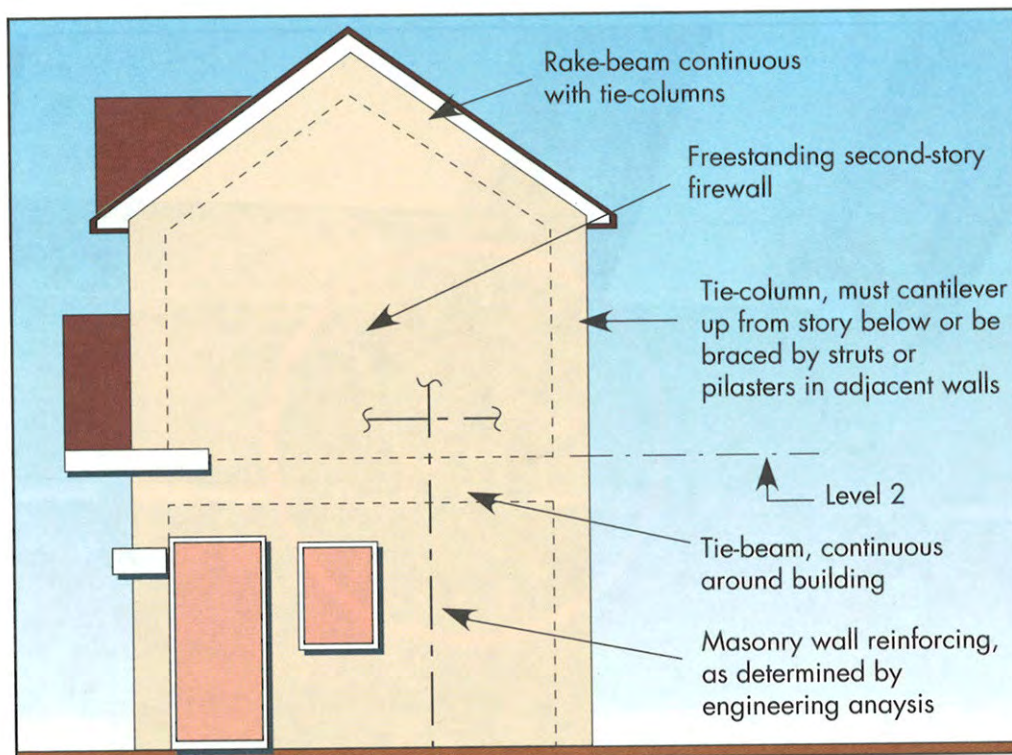 Rake-beam continuous
with tie-columns
Freestanding second-story
firewall
Tie-column, must cantilever
up from story below or be
braced by struts or
pilasters in adjacent walls
Level 2
Tie-beam, continuous
around building
Masonry wall reinforcing,
as determined by
engineering anaysis